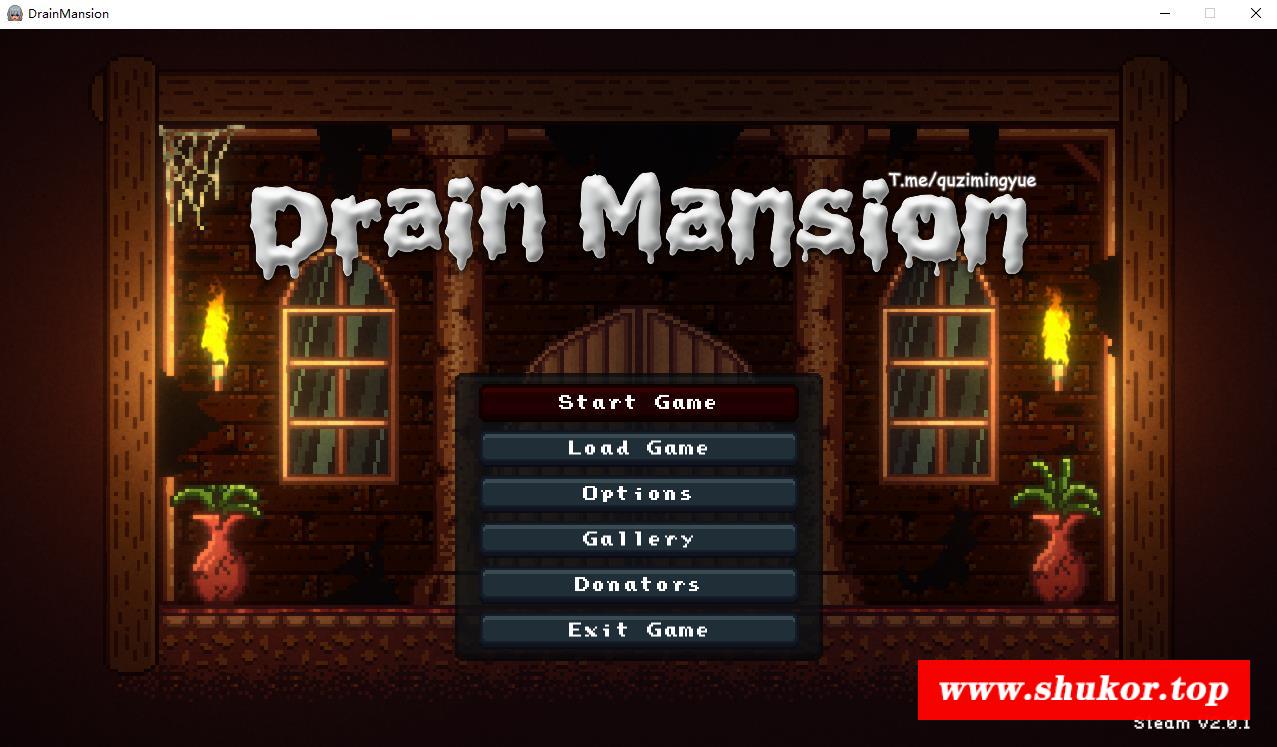 DrainMansion
T.me/quzimingyue
Drain Mansion
Start Game
Load Game
Options
Gallery
Donators
Exit Game
www.shukor.top
Steam v2.0.1